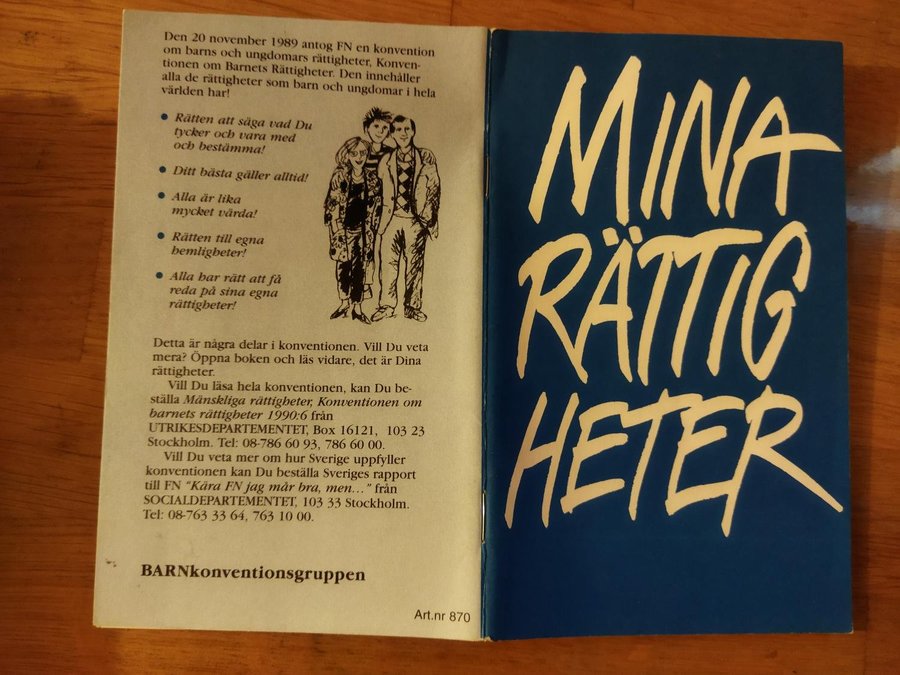 Den 20 november 1989 antog FN en konvention
om barns och ungdomars rättigheter, Konven-
tionen om Barnets Rättigheter. Den innehåller
alla de rättigheter som barn och ungdomar i hela
världen har!
• Rätten att säga vad Du
tycker och vara med
och bestämma!
• Ditt bästa gäller alltid!
• Alla är lika
mycket värda!
• Rätten till egna
hemligheter!
• Alla har rätt att få
reda på sina egna
rättigheter!
Detta är några delar i konventionen. Vill Du veta
mera? Öppna boken och läs vidare, det är Dina
rättigheter.
Vill Du läsa hela konventionen, kan Du be-
ställa Mänskliga rättigheter, Konventionen om
barnets rättigheter 1990:6 från
UTRIKESDEPARTEMENTET, Box 16121, 103 23
Stockholm. Tel: 08-786 60 93, 786 60 00.
Vill Du veta mer om hur Sverige uppfyller
konventionen kan Du beställa Sveriges rapport
till FN "Kära FN jag mår bra, men..." från
SOCIALDEPARTEMENTET, 103 33 Stockholm.
Tel: 08-763 33 64, 763 10 00.
BARNkonventionsgruppen
Art.nr 870
MINA
RÄTTIG
HETER